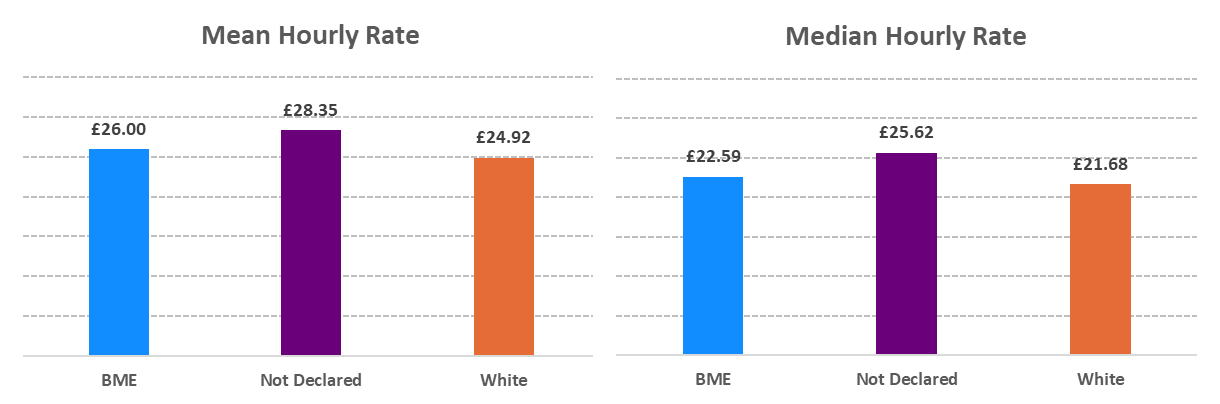 Mean Hourly Rate
£26.00
£28.35
£24.92
BME
Not Declared
White
Median Hourly Rate
£22.59
£25.62
£21.68
BME
Not Declared
White